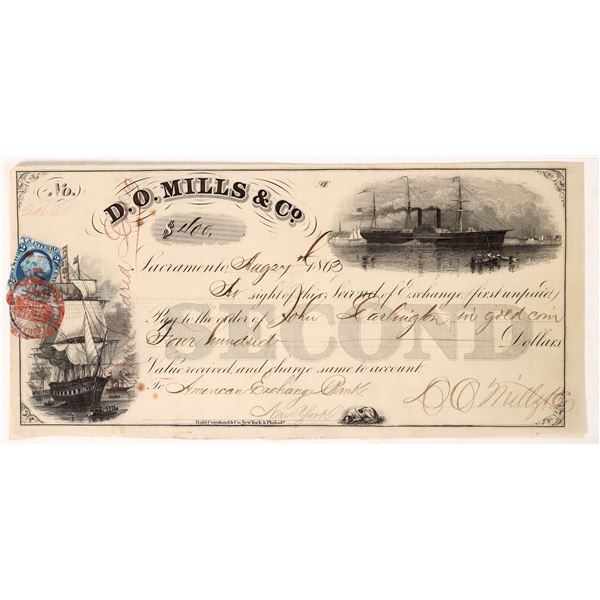 No.
D.O. MILLS & Co.
$ 400.
Sacramento, Aug 27th 1863
At sight of this Second of Exchange (first unpaid)
Pay to the order of John Carlington in gold coin
Four hundred Dollars
SECOND
Value received and charge same to account
To American Exchange Bank, D O Mills & Co
New York